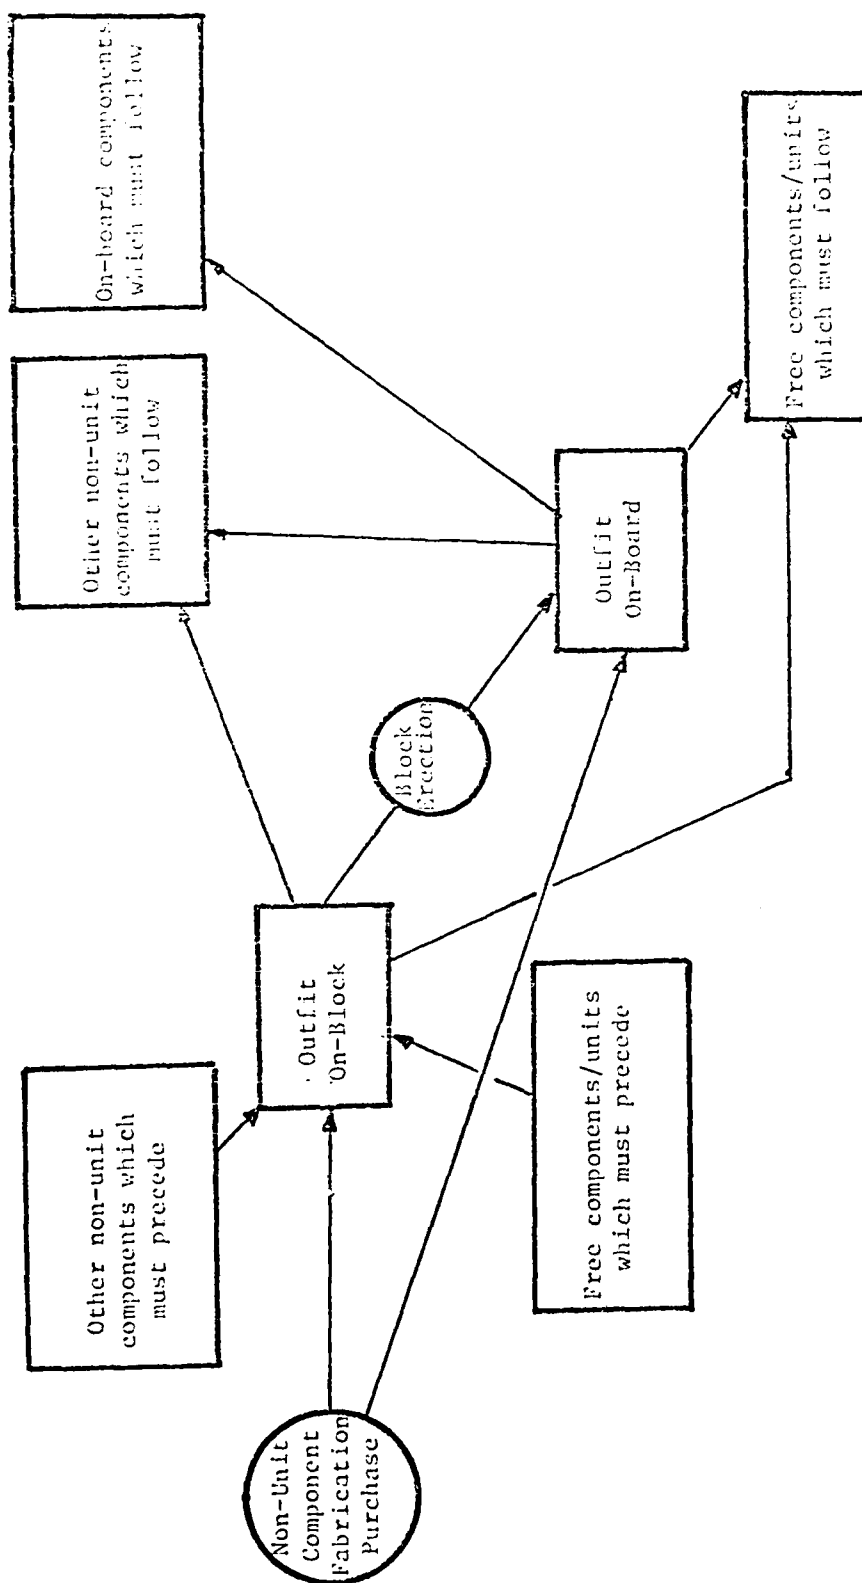 Other non-unit
components which
must precede
Non-Unit
Component
Fabrication
Purchase
Outfit
On-Block
Free components/units
which must precede
Block
Erection
Other non-unit
components which
must follow
On-board components
which must follow
Outfit
On-Board
Free components/units
which must follow